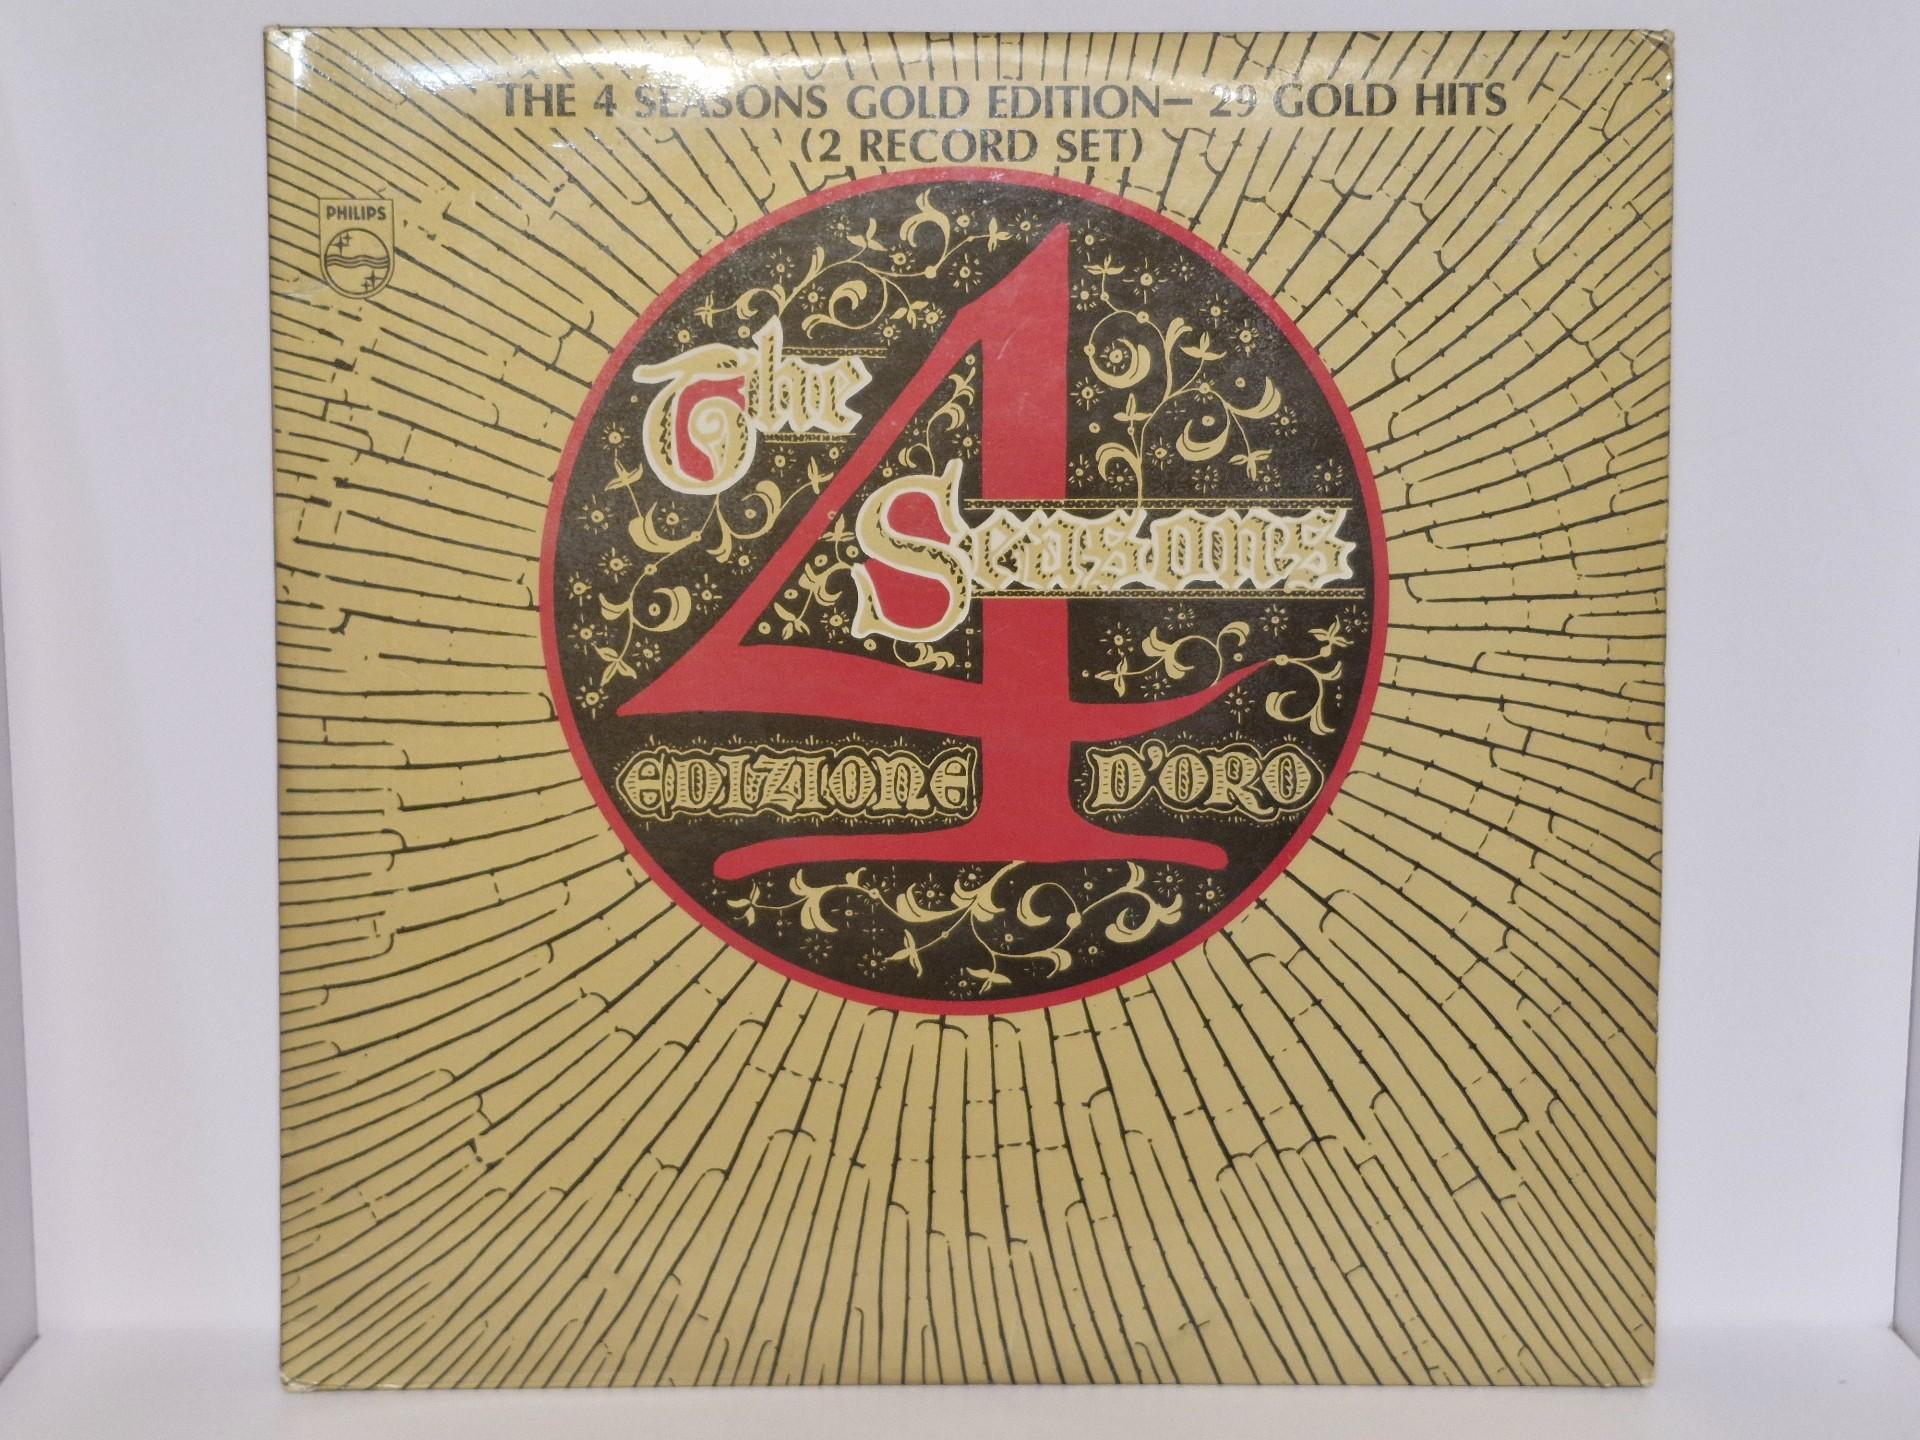 THE 4 SEASONS GOLD EDITION— 29 GOLD HITS
(2 RECORD SET)
PHILIPS
The
4
Seasons
EDIZIONE D'ORO